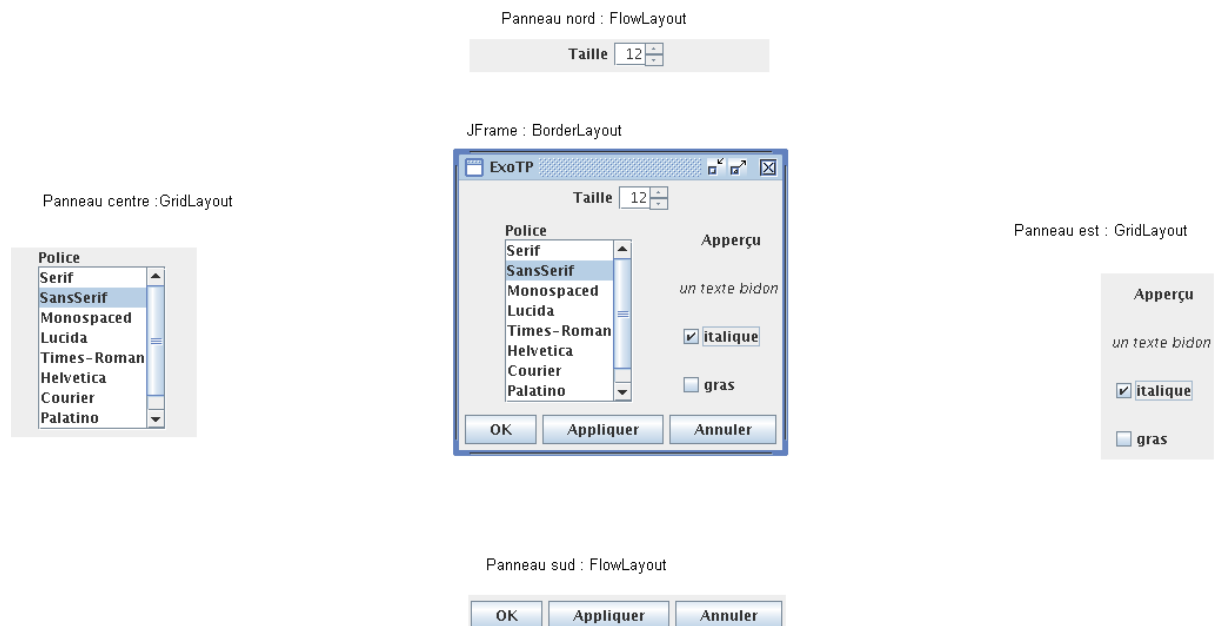 Panneau nord : FlowLayout
Taille 12
JFrame : BorderLayout
ExoTP
Taille 12
Police
Serif
SansSerif
Monospaced
Lucida
Times-Roman
Helvetica
Courier
Palatino
Apperçu
un texte bidon
italique
gras
OK Appliquer Annuler
Panneau centre :GridLayout
Police
Serif
SansSerif
Monospaced
Lucida
Times-Roman
Helvetica
Courier
Palatino
Panneau est : GridLayout
Apperçu
un texte bidon
italique
gras
Panneau sud : FlowLayout
OK Appliquer Annuler